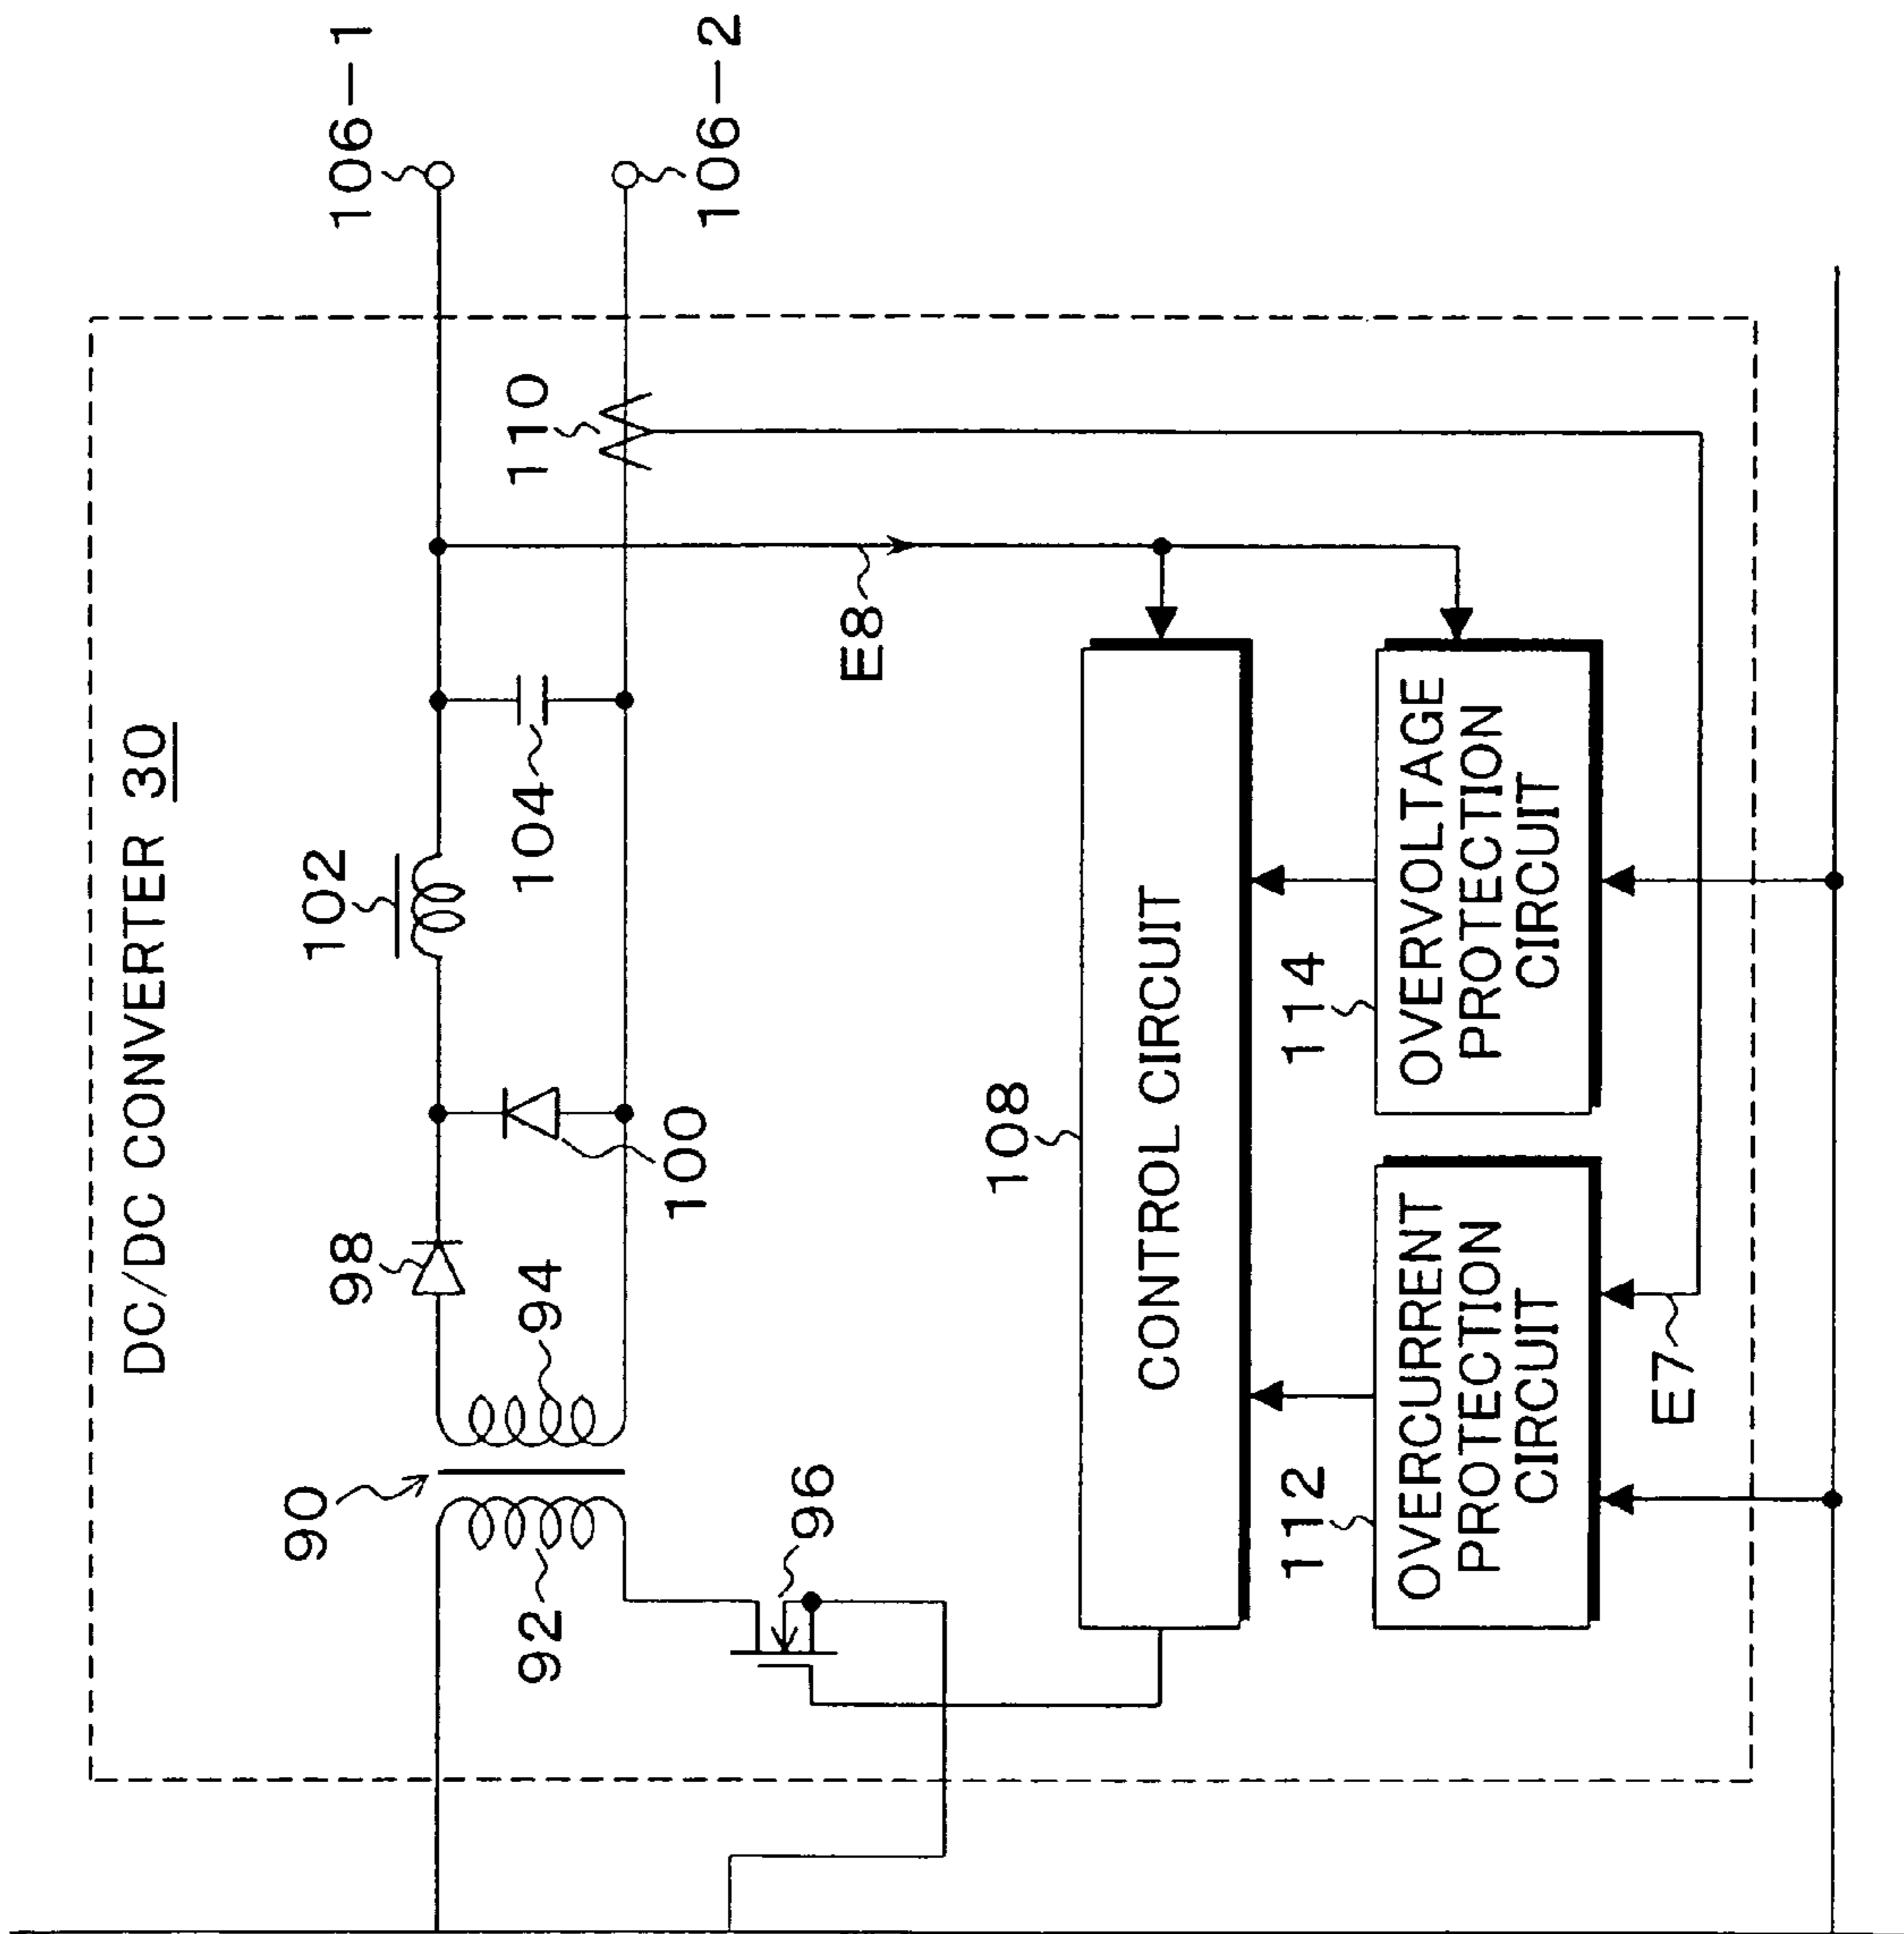 DC/DC CONVERTER 30
90
92
94
96
98
100
102
104
106-1
106-2
110
E8
108
CONTROL CIRCUIT
112
OVERCURRENT
PROTECTION
CIRCUIT
114
OVERVOLTAGE
PROTECTION
CIRCUIT
E7